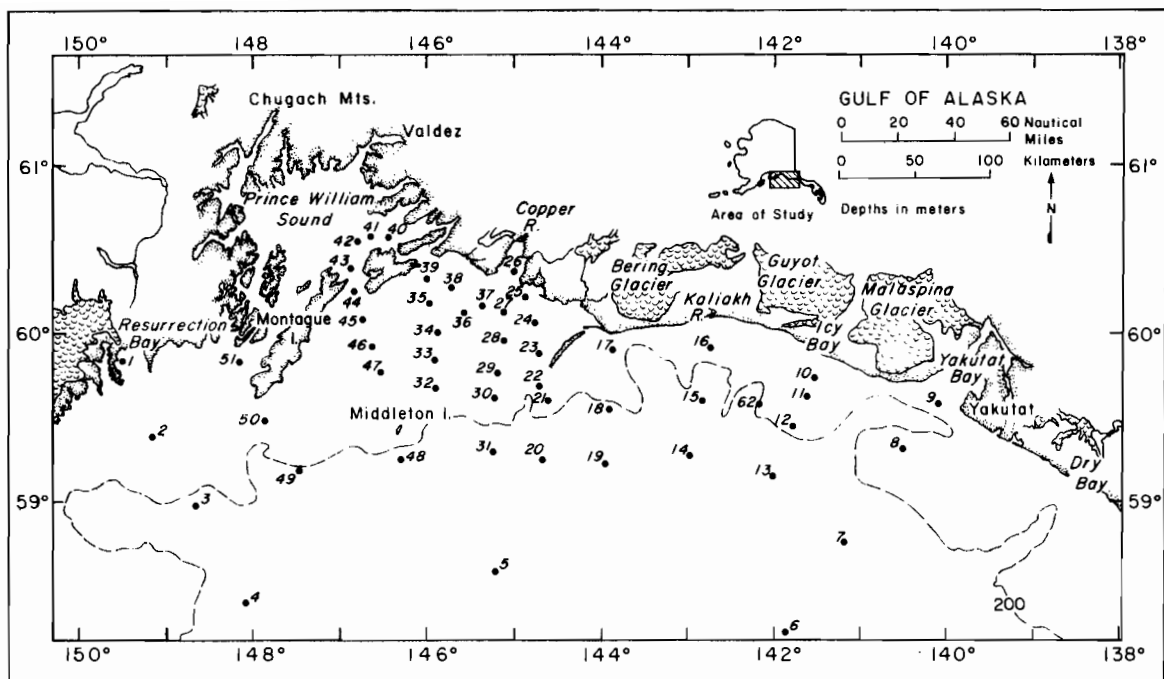 150° 148° 146° 144° 142° 140° 138°
Chugach Mts.
Valdez
GULF OF ALASKA
0 20 40 60 Nautical
Miles
0 50 100 Kilometers
N
Area of Study
Depths in meters
61° 61°
Prince William
Sound
Copper
R.
42 41 40
43
44
45
46
47
39
38
35
36
37
34
33
32
26
25
27
24
28
23
29
22
30
21
Bering
Glacier
Guyot
Glacier
Malaspina
Glacier
Kaliakh
R.
Icy
Bay
60° 60°
Resurrection
Bay
1
Montague
I.
51
17
16
Yakutat
Bay
Yakutat
10
11
9
15
62
18
12
Middleton I.
2
50
48
49
31
20
19
14
13
8
Dry
Bay
59° 59°
3
7
5
4
6
200
150° 148° 146° 144° 142° 140° 138°